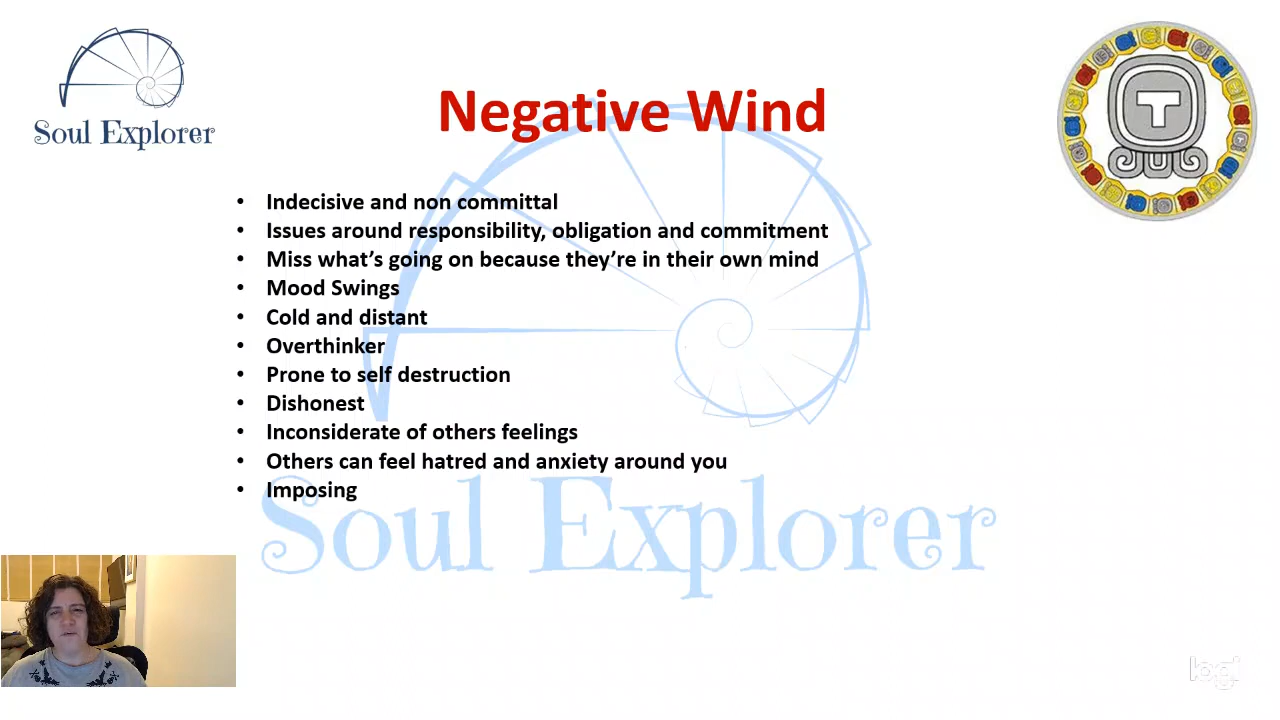 Soul Explorer
Negative Wind
• Indecisive and non committal
• Issues around responsibility, obligation and commitment
• Miss what's going on because they're in their own mind
• Mood Swings
• Cold and distant
• Overthinker
• Prone to self destruction
• Dishonest
• Inconsiderate of others feelings
• Others can feel hatred and anxiety around you
• Imposing
Soul Explorer
logi